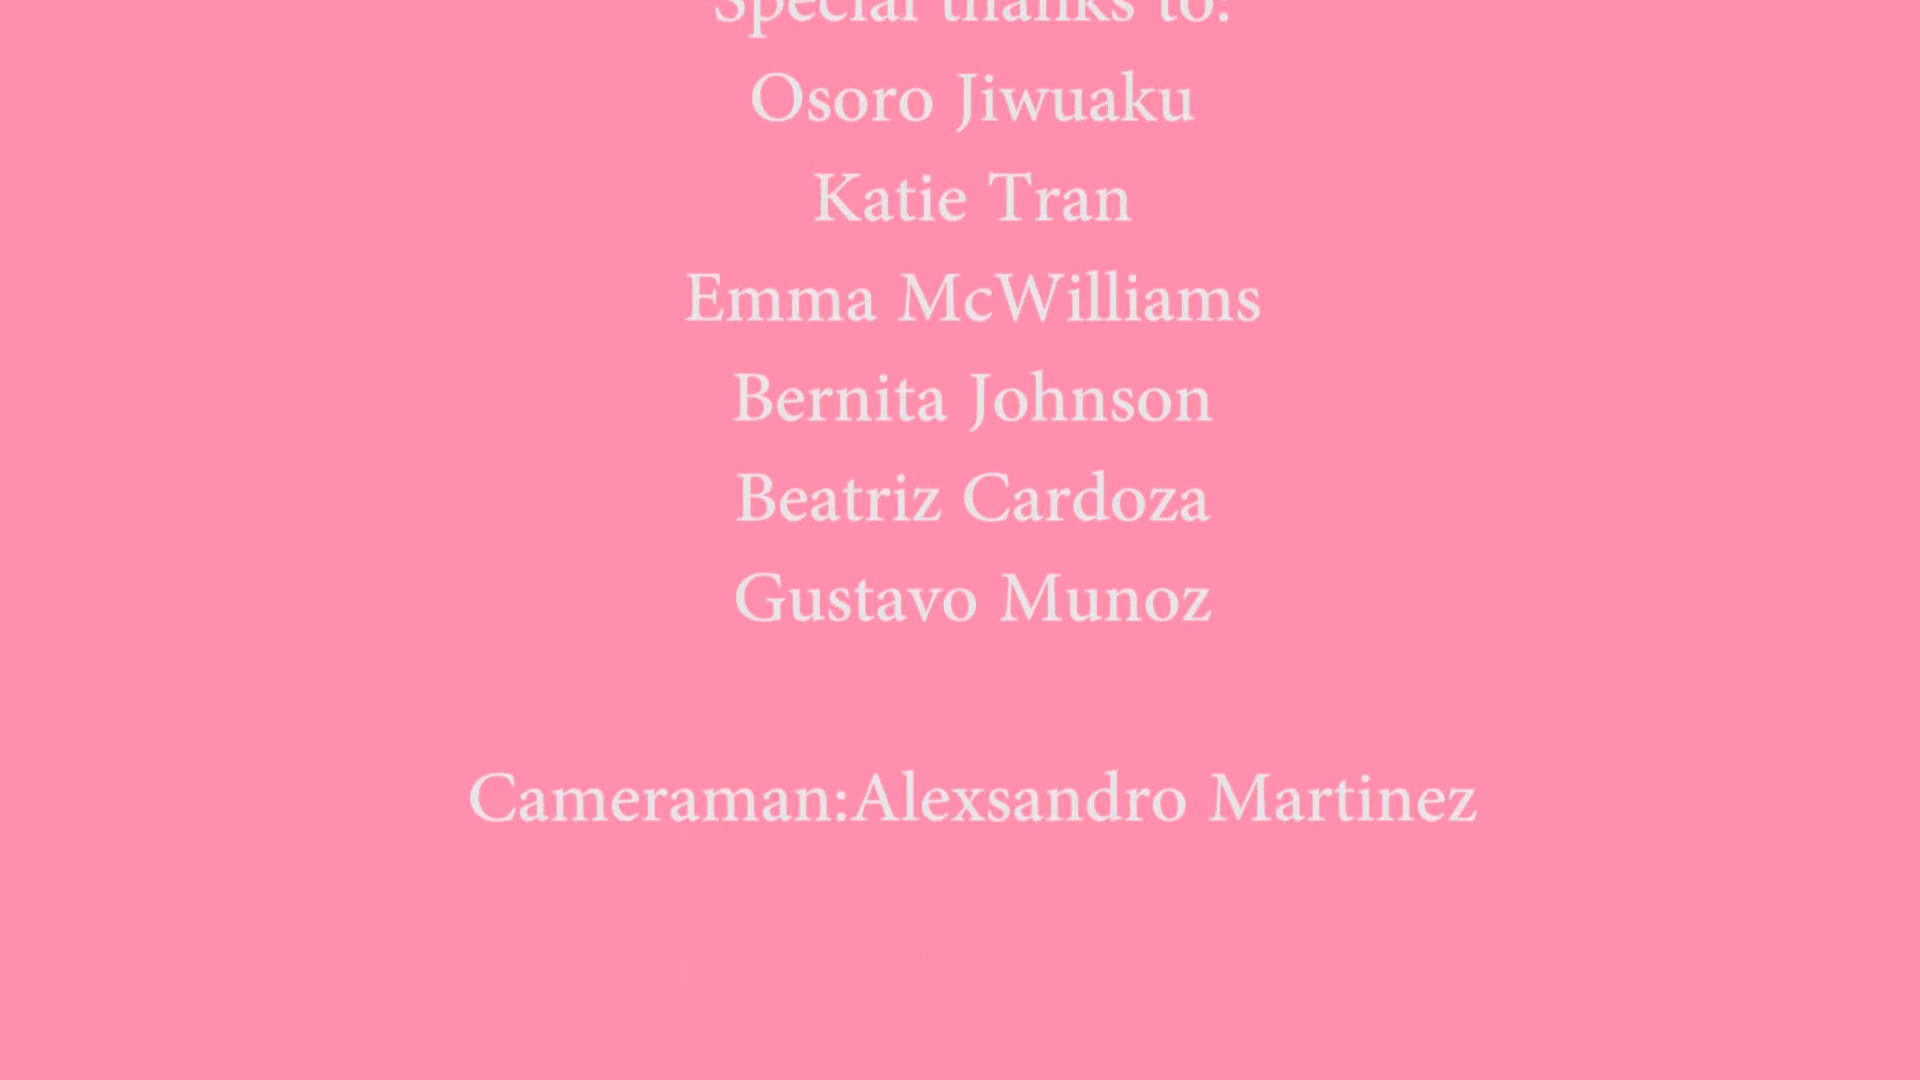 Special thanks to:
Osoro Jiwuaku
Katie Tran
Emma McWilliams
Bernita Johnson
Beatriz Cardoza
Gustavo Munoz
Cameraman:Alexsandro Martinez